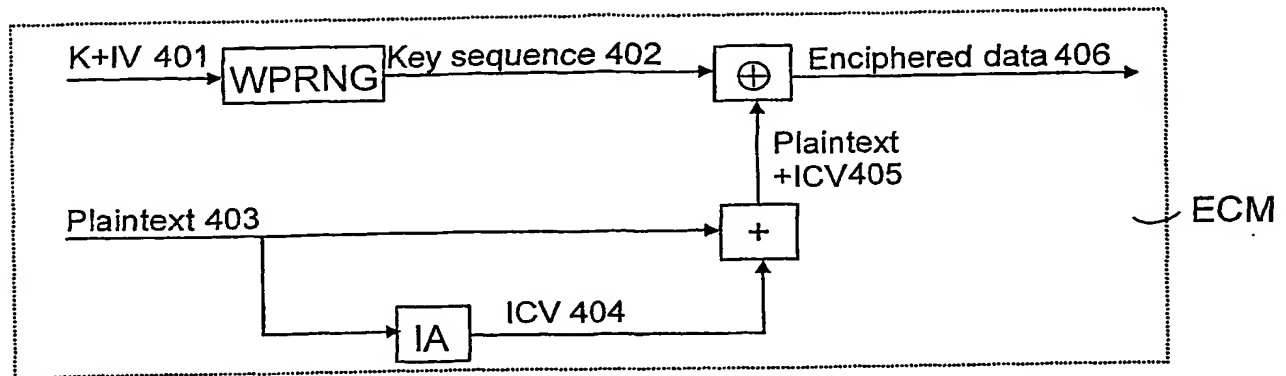 K+IV 401
WPRNG
Key sequence 402
⊕
Enciphered data 406
Plaintext
+ICV405
Plaintext 403
+
ECM
IA
ICV 404